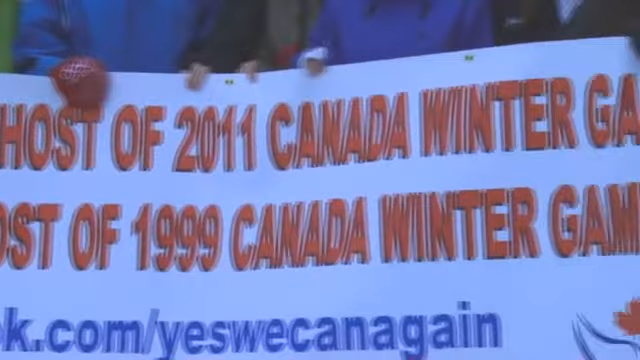 HOST OF 2011 CANADA WINTER GA
OST OF 1999 CANADA WINTER GAM
k.com/yeswecanagain